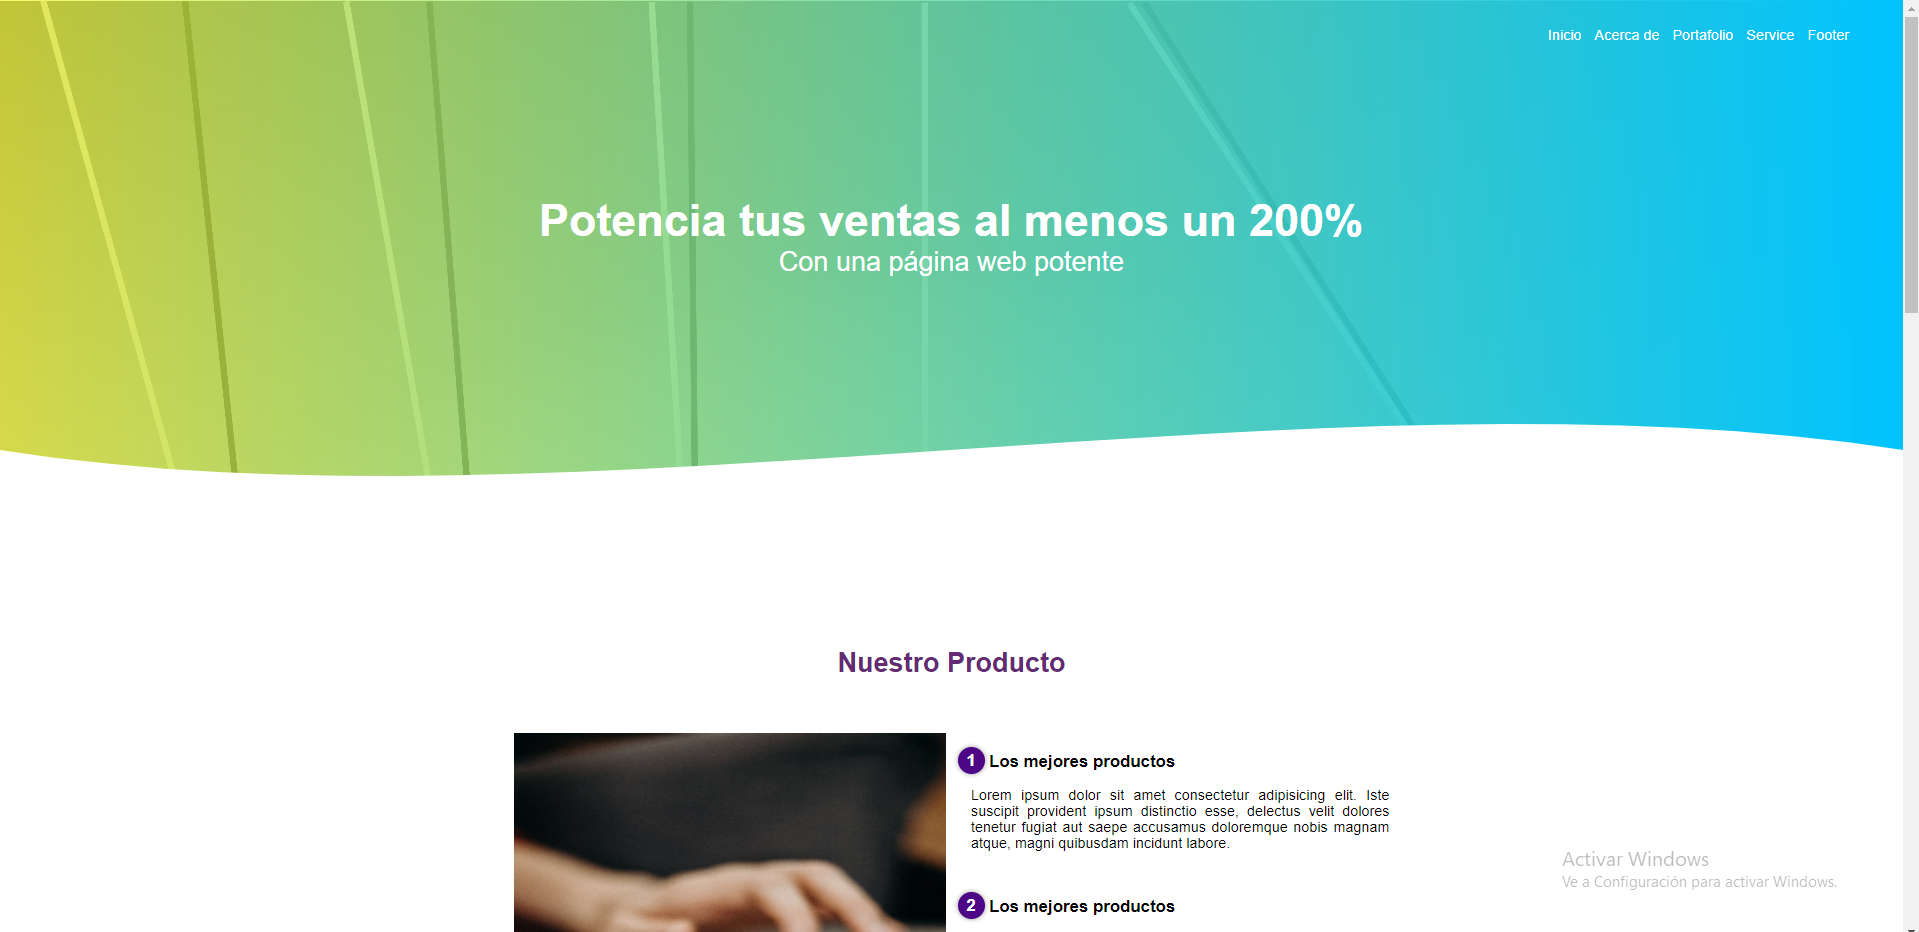 Inicio Acerca de Portafolio Service Footer
Potencia tus ventas al menos un 200%
Con una página web potente
Nuestro Producto
1 Los mejores productos
Lorem ipsum dolor sit amet consectetur adipisicing elit. Iste
suscipit provident ipsum distinctio esse, delectus velit dolores
tenetur fugiat aut saepe accusamus doloremque nobis magnam
atque, magni quibusdam incidunt labore.
2 Los mejores productos
Activar Windows
Ve a Configuración para activar Windows.